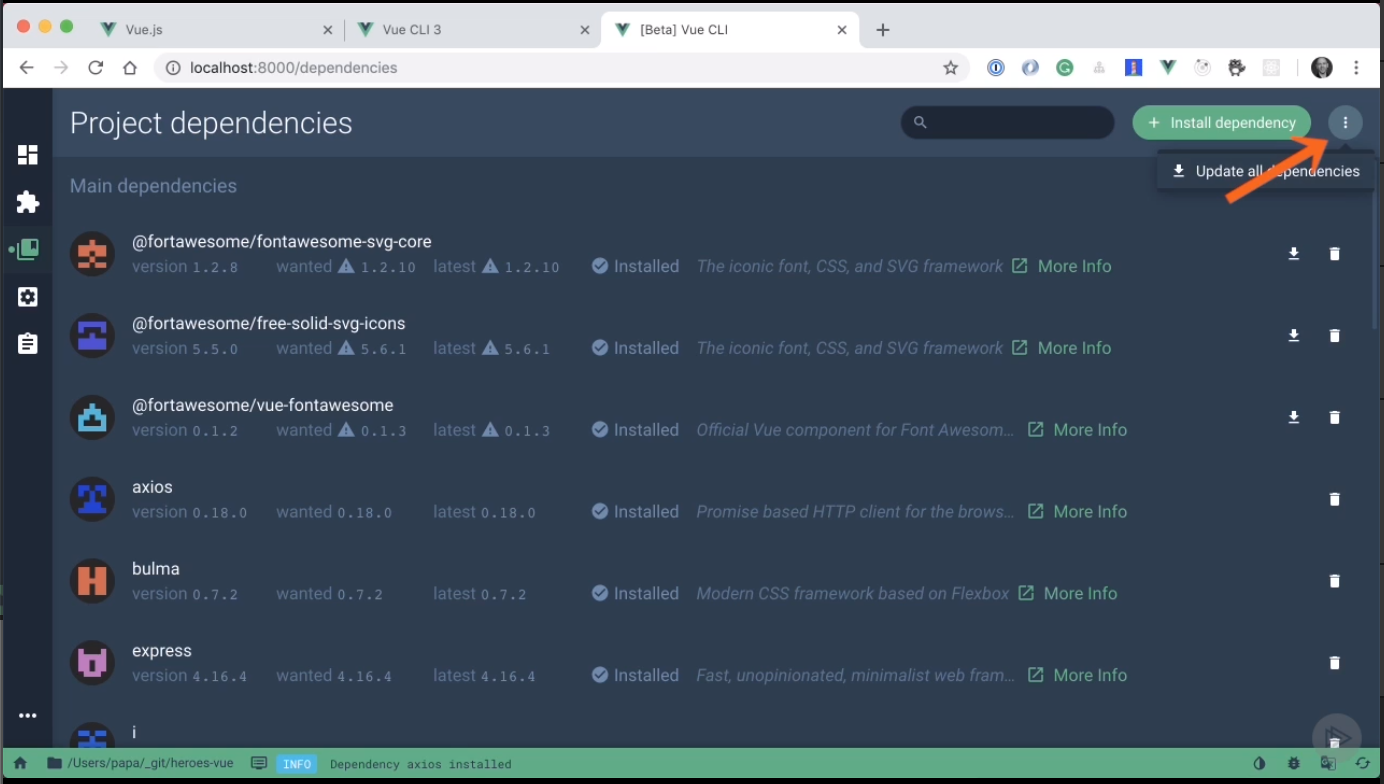 Vue.js
Vue CLI 3
[Beta] Vue CLI
localhost:8000/dependencies
Project dependencies
+ Install dependency
Update all dependencies
Main dependencies
@fortawesome/fontawesome-svg-core
version 1.2.8 wanted 1.2.10 latest 1.2.10 Installed The iconic font, CSS, and SVG framework More Info
@fortawesome/free-solid-svg-icons
version 5.5.0 wanted 5.6.1 latest 5.6.1 Installed The iconic font, CSS, and SVG framework More Info
@fortawesome/vue-fontawesome
version 0.1.2 wanted 0.1.3 latest 0.1.3 Installed Official Vue component for Font Awesom... More Info
axios
version 0.18.0 wanted 0.18.0 latest 0.18.0 Installed Promise based HTTP client for the brows... More Info
bulma
version 0.7.2 wanted 0.7.2 latest 0.7.2 Installed Modern CSS framework based on Flexbox More Info
express
version 4.16.4 wanted 4.16.4 latest 4.16.4 Installed Fast, unopinionated, minimalist web fram... More Info
i
/Users/papa/_git/heroes-vue INFO Dependency axios installed